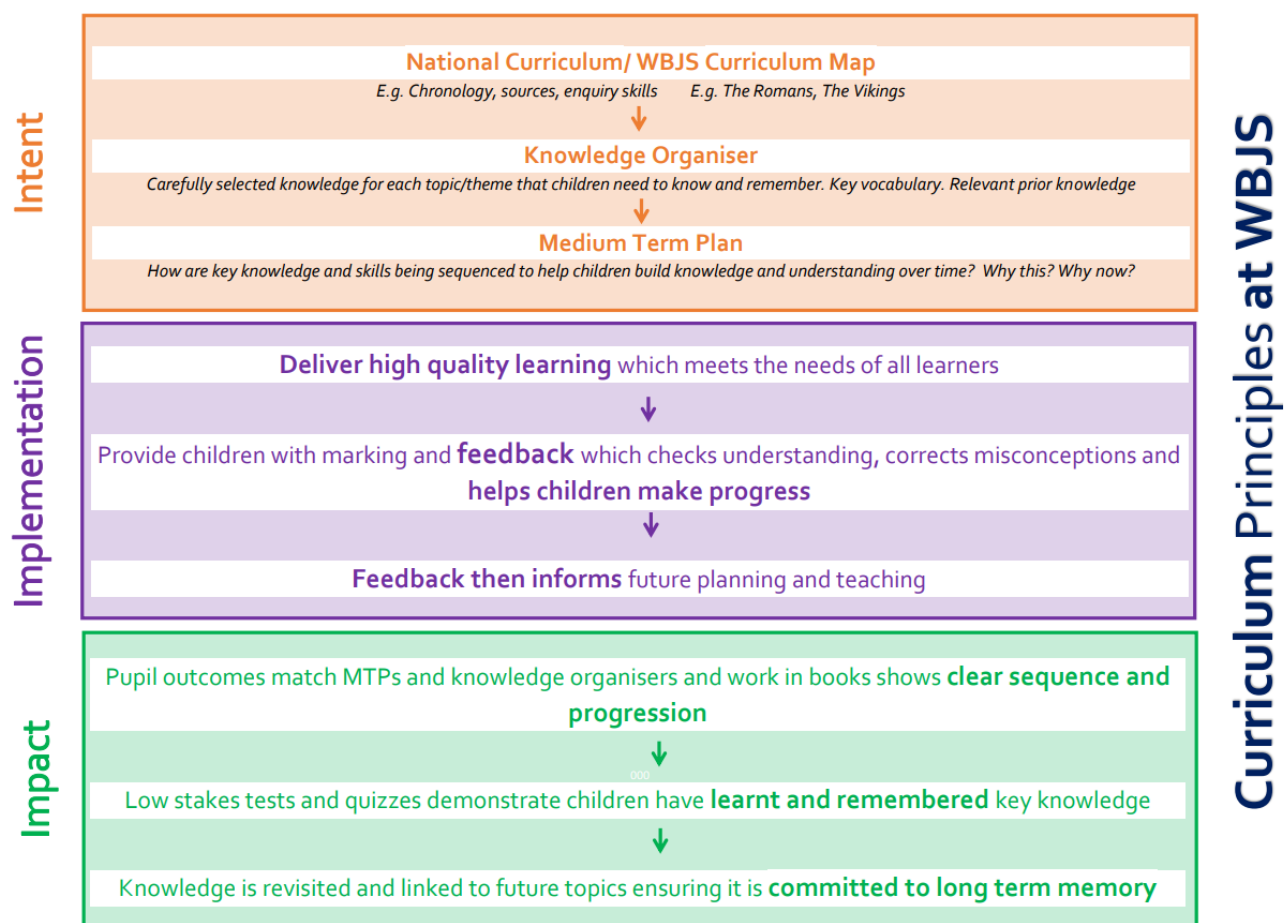 Intent
National Curriculum/ WBJS Curriculum Map
E.g. Chronology, sources, enquiry skills E.g. The Romans, The Vikings
Knowledge Organiser
Carefully selected knowledge for each topic/theme that children need to know and remember. Key vocabulary. Relevant prior knowledge
Medium Term Plan
How are key knowledge and skills being sequenced to help children build knowledge and understanding over time? Why this? Why now?
Implementation
Deliver high quality learning which meets the needs of all learners
Provide children with marking and feedback which checks understanding, corrects misconceptions and
helps children make progress
Feedback then informs future planning and teaching
Impact
Pupil outcomes match MTPs and knowledge organisers and work in books shows clear sequence and
progression
000
Low stakes tests and quizzes demonstrate children have learnt and remembered key knowledge
Knowledge is revisited and linked to future topics ensuring it is committed to long term memory
Curriculum Principles at WBJS